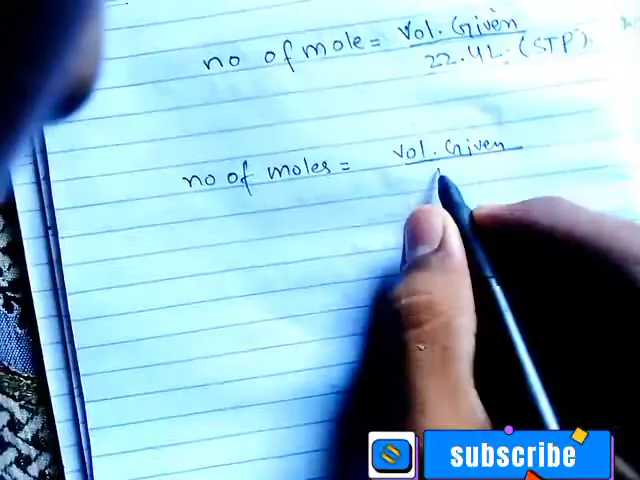 no of mole = Vol. Given
22.4L. (STP)
no of moles = Vol. Given
subscribe